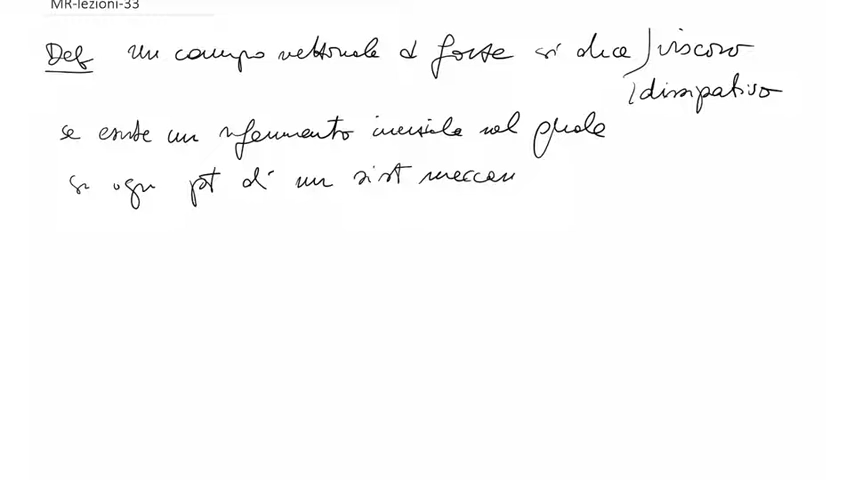 MR-lezioni-33
Def un campo vettoriale di forze si dice viscoso
dissipativo
se esiste un riferimento inerziale nel quale
su ogni pt di un sist meccan